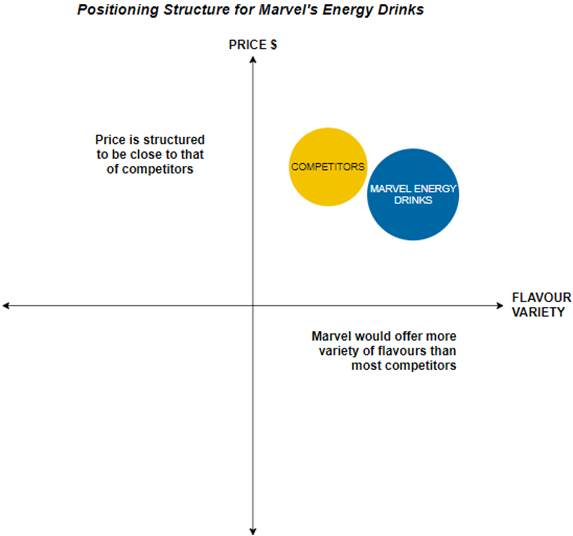 Positioning Structure for Marvel's Energy Drinks
PRICE $
Price is structured
to be close to that
of competitors
COMPETITORS
MARVEL ENERGY
DRINKS
FLAVOUR
VARIETY
Marvel would offer more
variety of flavours than
most competitors